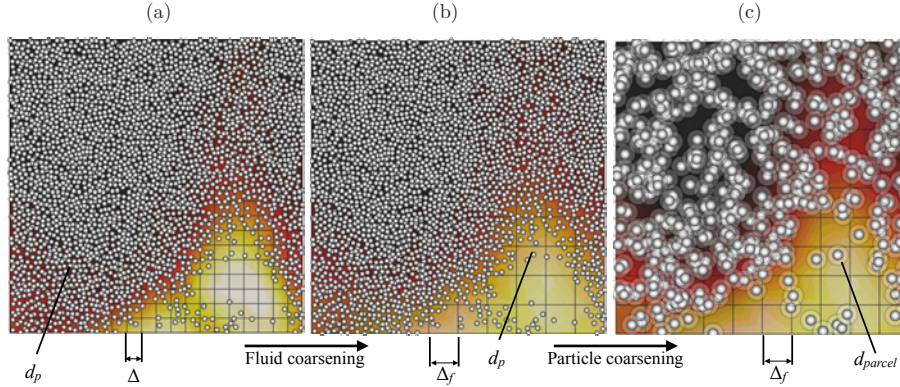 (a) (b) (c)
d_p Δ Fluid coarsening Δ_f d_p Particle coarsening Δ_f d_parcel